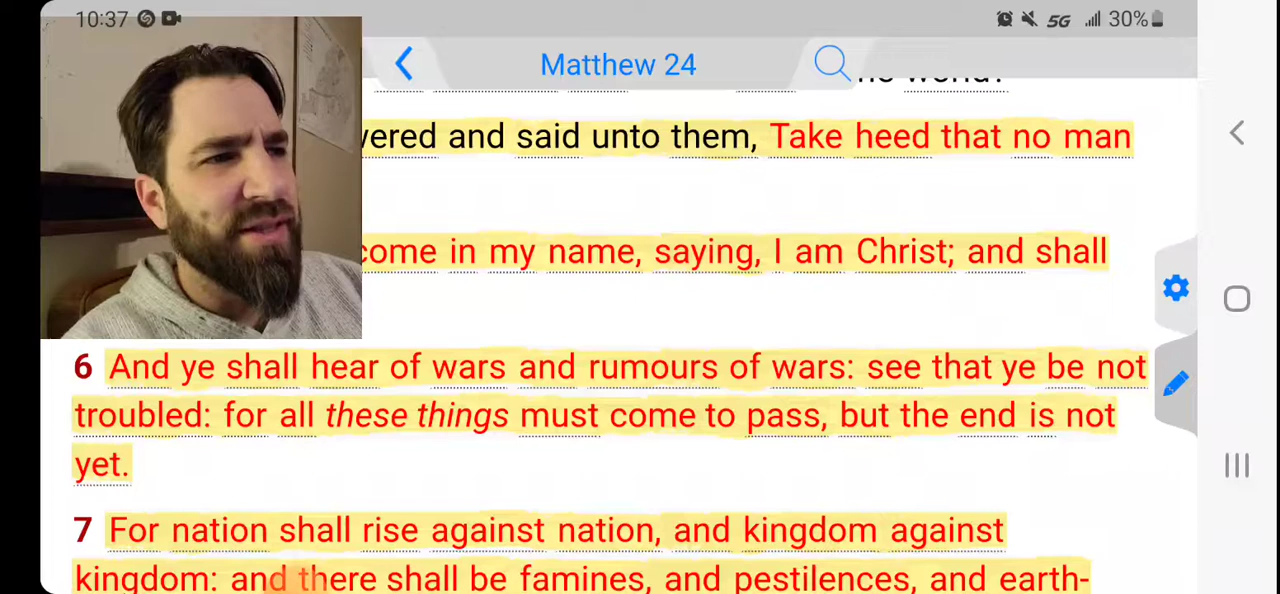 10:37
5G 30%
Matthew 24
wered and said unto them, Take heed that no man
come in my name, saying, I am Christ; and shall
6 And ye shall hear of wars and rumours of wars: see that ye be not
troubled: for all these things must come to pass, but the end is not
yet.
7 For nation shall rise against nation, and kingdom against
kingdom: and there shall be famines, and pestilences, and earth-